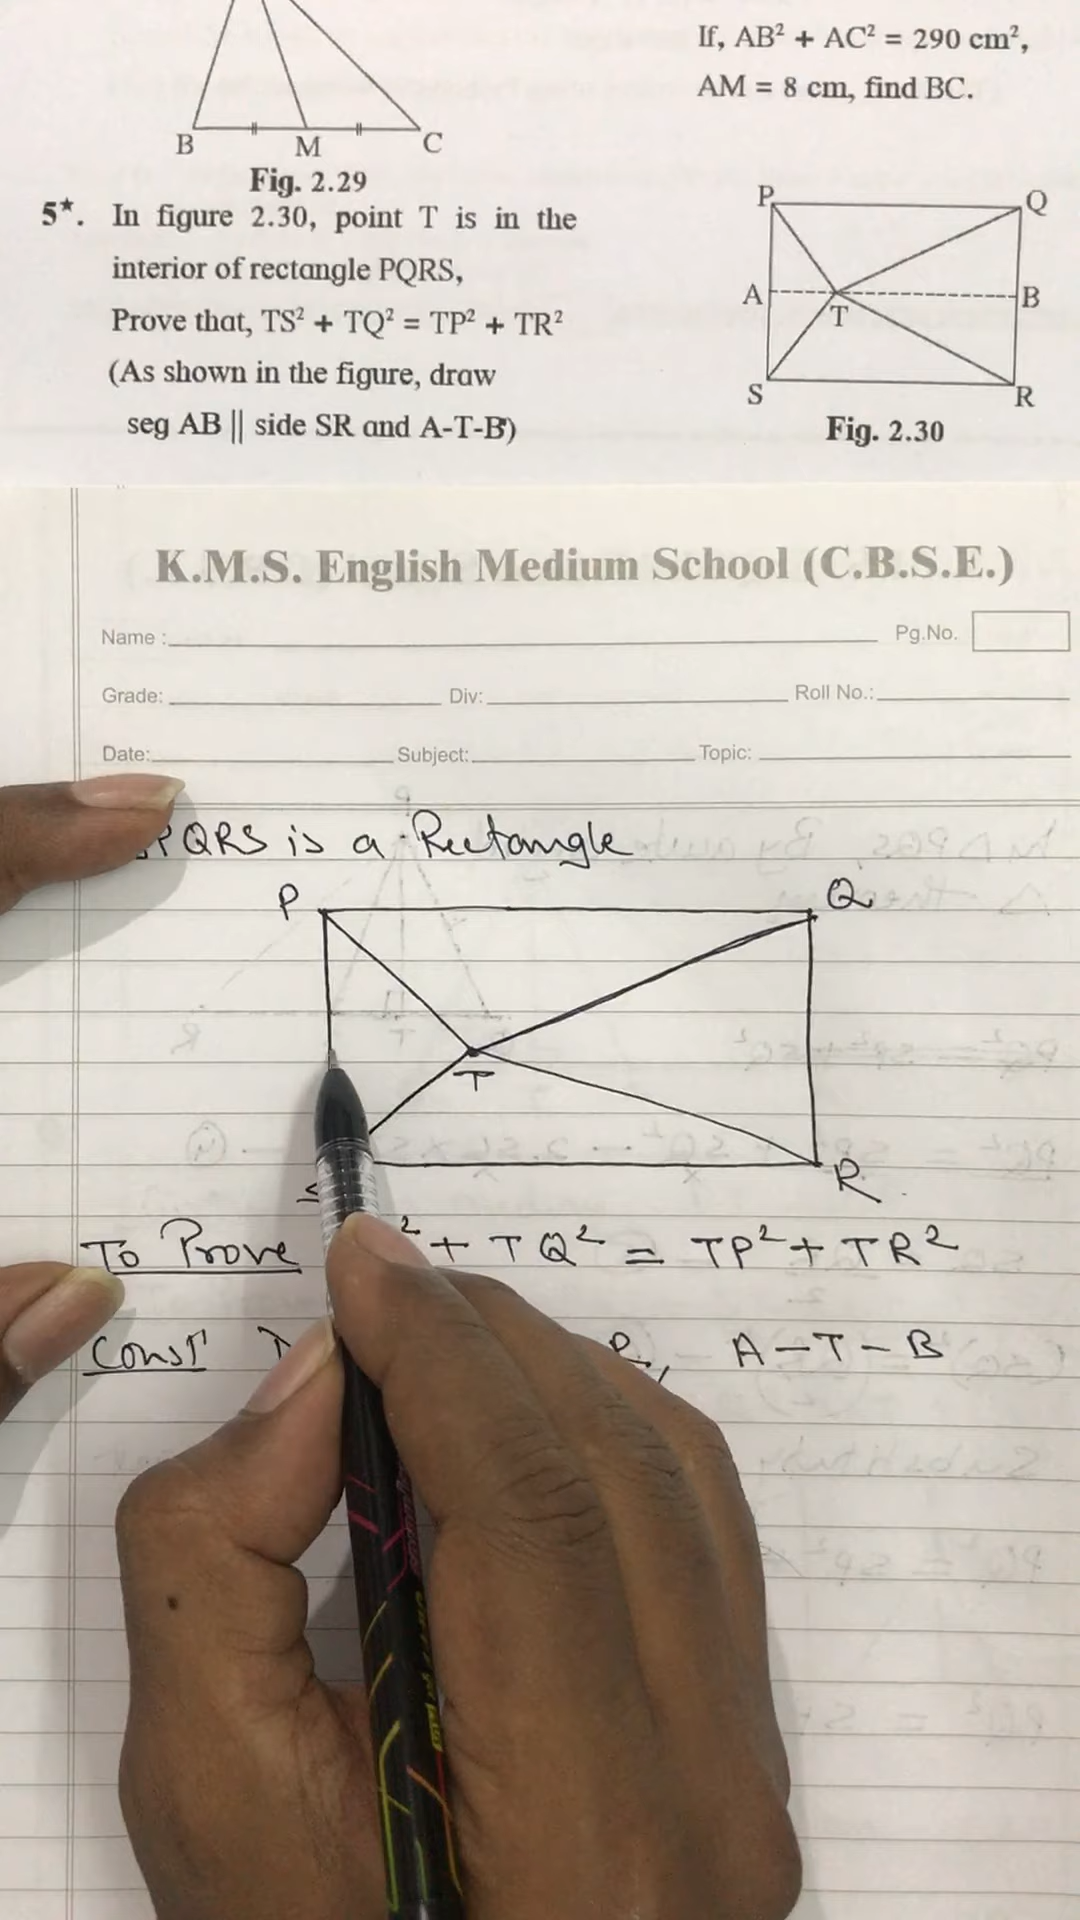 If, AB² + AC² = 290 cm²,
AM = 8 cm, find BC.
B M C
Fig. 2.29
5*. In figure 2.30, point T is in the
interior of rectangle PQRS,
Prove that, TS² + TQ² = TP² + TR²
(As shown in the figure, draw
seg AB || side SR and A-T-B)
P Q
A B
T
S R
Fig. 2.30
K.M.S. English Medium School (C.B.S.E.)
Name : Pg.No.
Grade: Div: Roll No.:
Date: Subject: Topic:
PQRS is a Rectangle
P Q
T
R
To Prove ² + TQ² = TP² + TR²
Const A-T-B